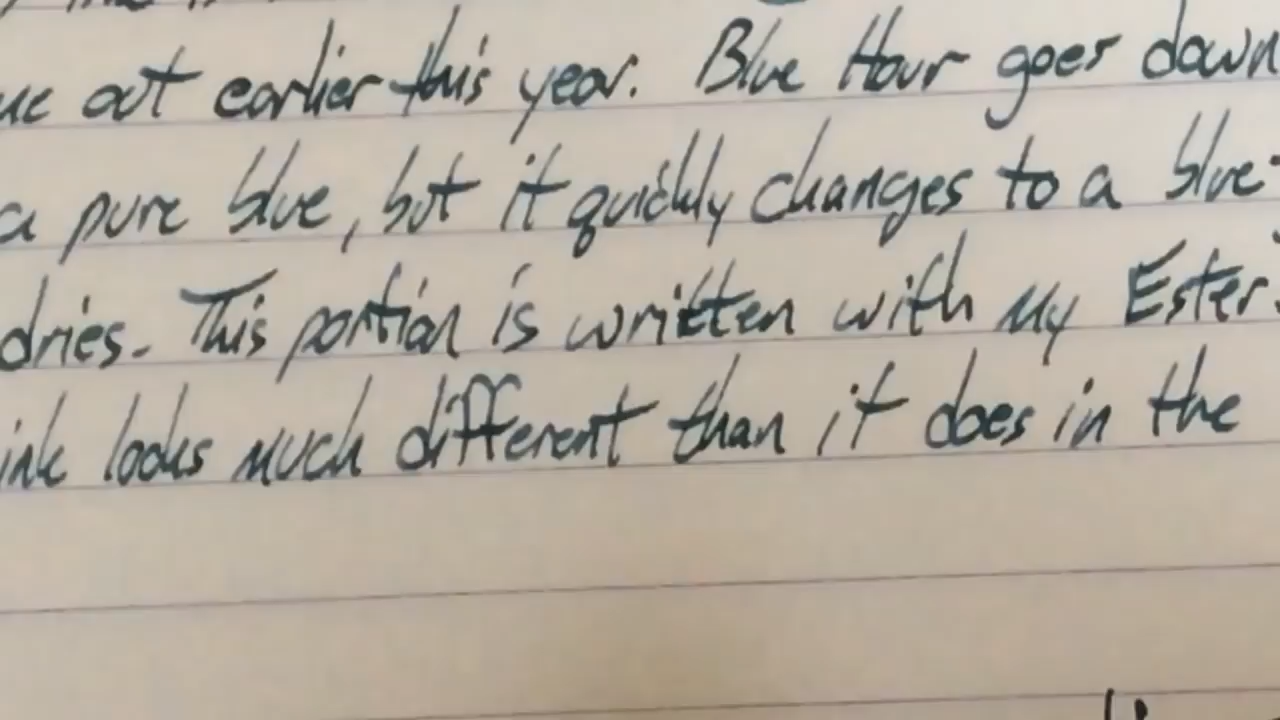 out earlier this year. Blue Hour goes down
a pure blue, but it quickly changes to a blue-
dries. This portion is written with my Ester
ink looks much different than it does in the